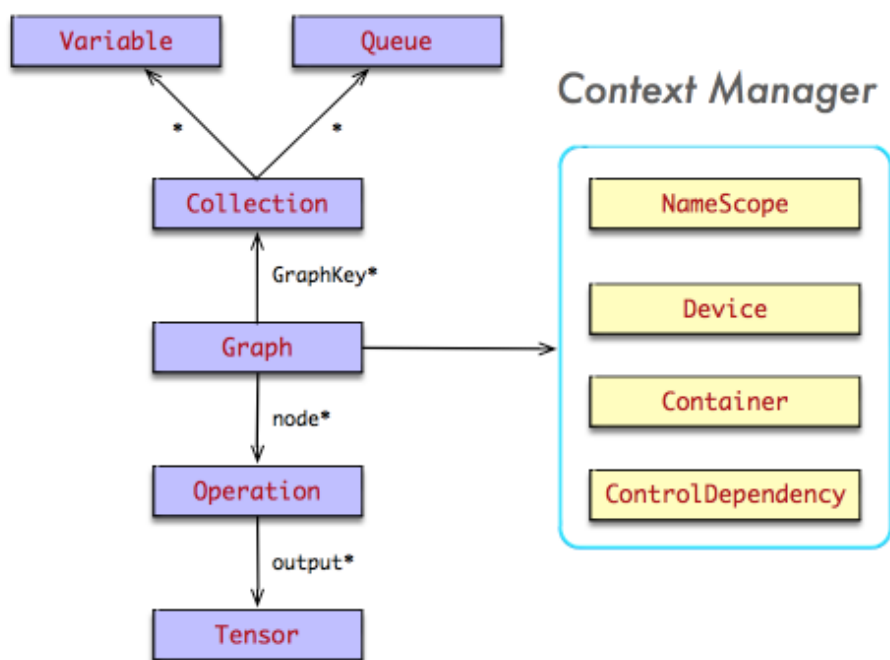 Variable
Queue
*
*
Context Manager
Collection
NameScope
GraphKey*
Device
Graph
Container
node*
Operation
ControlDependency
output*
Tensor